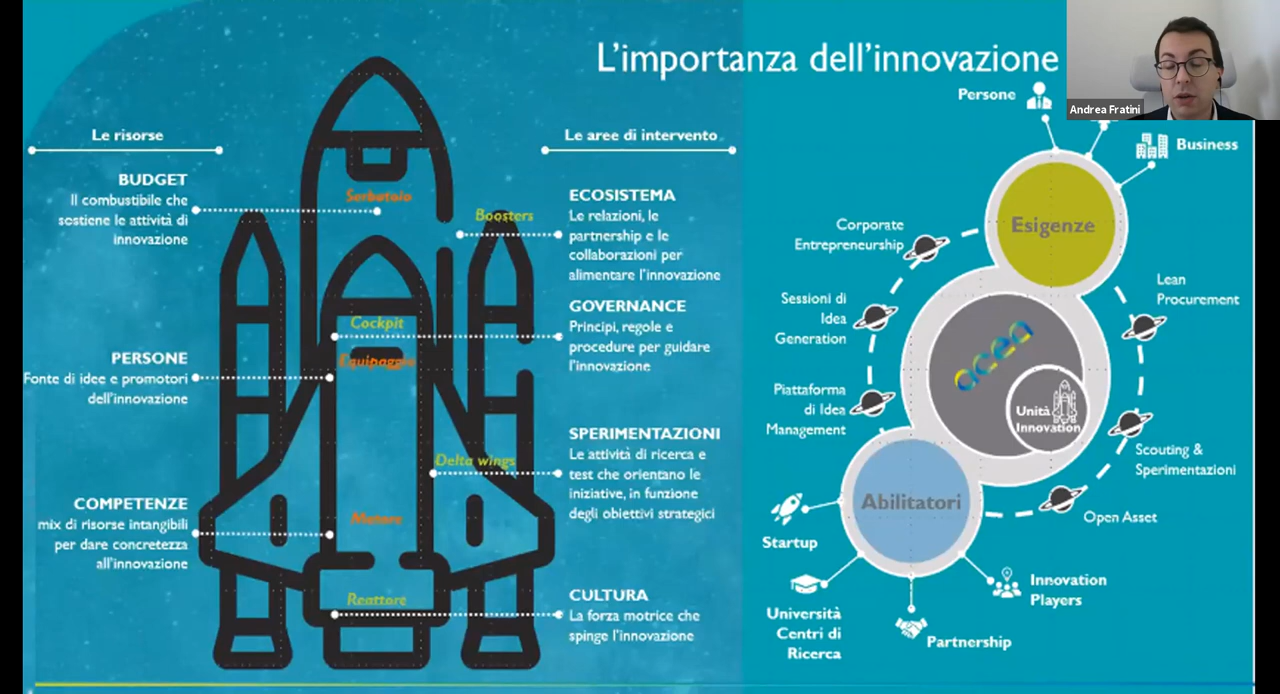 L'importanza dell'innovazione
Andrea Fratini
Le risorse
BUDGET
Il combustibile che
sostiene le attività di
innovazione
PERSONE
Fonte di idee e promotori
dell'innovazione
COMPETENZE
mix di risorse intangibili
per dare concretezza
all'innovazione
Serbatoio
Boosters
Cockpit
Equipaggio
Delta wings
Motore
Reattore
Le aree di intervento
ECOSISTEMA
Le relazioni, le
partnership e le
collaborazioni per
alimentare l'innovazione
GOVERNANCE
Principi, regole e
procedure per guidare
l'innovazione
SPERIMENTAZIONI
Le attività di ricerca e
test che orientano le
iniziative, in funzione
degli obiettivi strategici
CULTURA
La forza motrice che
spinge l'innovazione
Persone
Business
Esigenze
Corporate
Entrepreneurship
Sessioni di
Idea
Generation
Piattaforma
di Idea
Management
Lean
Procurement
acea
Unità
Innovation
Scouting &
Sperimentazioni
Open Asset
Abilitatori
Startup
Università
Centri di
Ricerca
Partnership
Innovation
Players